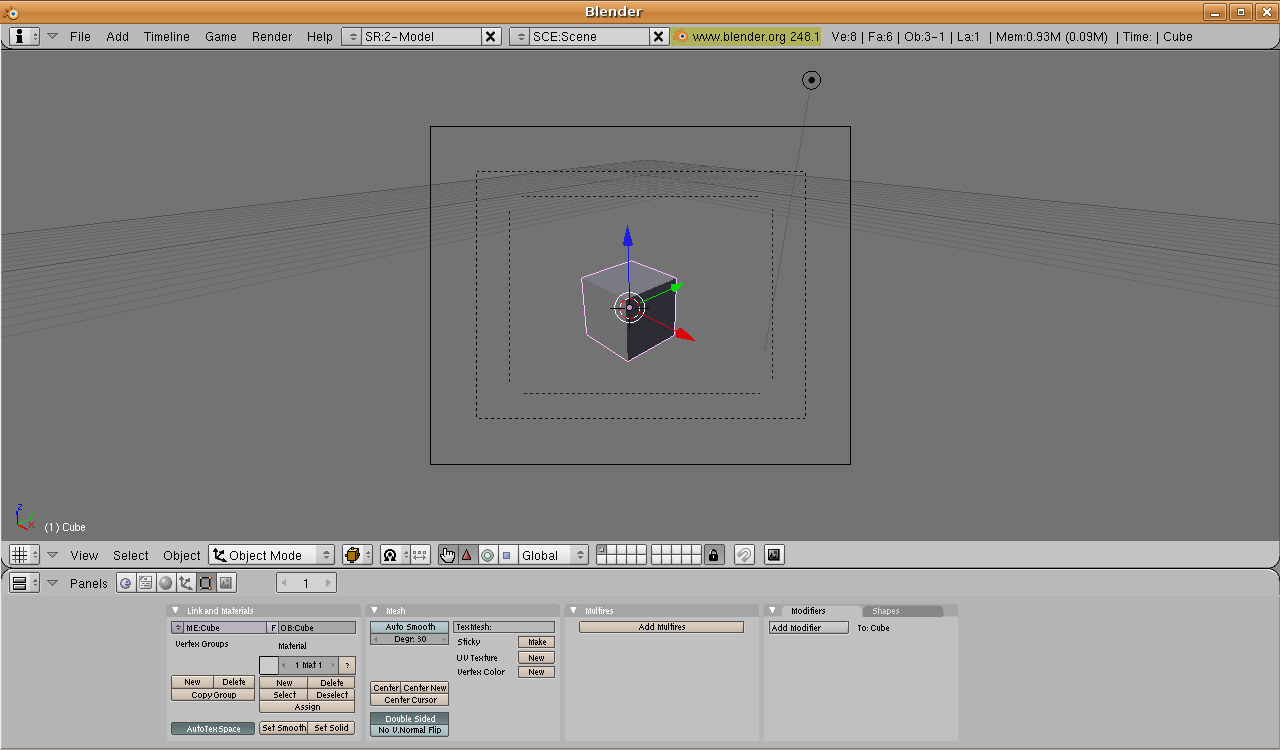 Blender
File Add Timeline Game Render Help SR:2-Model SCE:Scene www.blender.org 248.1 Ve:8 | Fa:6 | Ob:3-1 | La:1 | Mem:0.93M (0.09M) | Time: | Cube
z
x
(1) Cube
View Select Object Object Mode Global
Panels 1
Link and Materials
ME:Cube F OB:Cube
Vertex Groups Material
1 Mat 1 ?
New Delete New Delete
Copy Group Select Deselect
Assign
AutoTexSpace Set Smooth Set Solid
Mesh
Auto Smooth TexMesh:
Degr: 30 Sticky Make
UV Texture New
Vertex Color New
Center Center New
Center Cursor
Double Sided
No V.Normal Flip
Multires
Add Multires
Modifiers Shapes
Add Modifier To: Cube